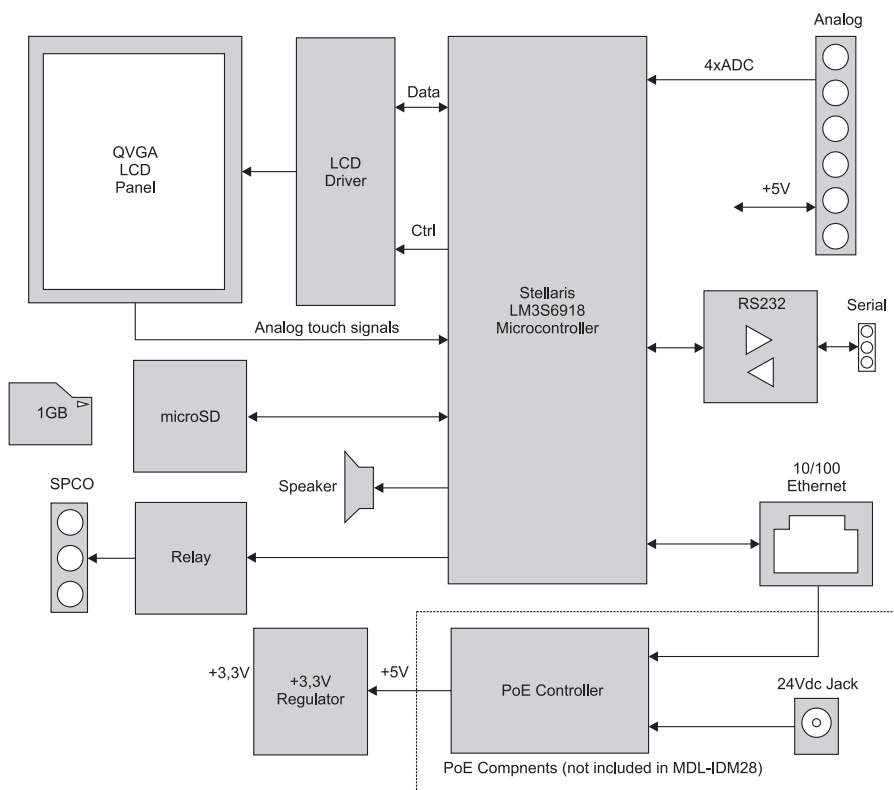 Analog
4xADC
Data
QVGA
LCD
Panel
LCD
Driver
+5V
Ctrl
Stellaris
LM3S6918
Microcontroller
RS232
Serial
Analog touch signals
1GB
microSD
SPCO
Speaker
10/100
Ethernet
Relay
+3,3V
+3,3V
Regulator
+5V
PoE Controller
24Vdc Jack
PoE Compnents (not included in MDL-IDM28)